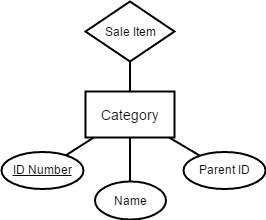 Sale Item
Category
ID Number
Parent ID
Name